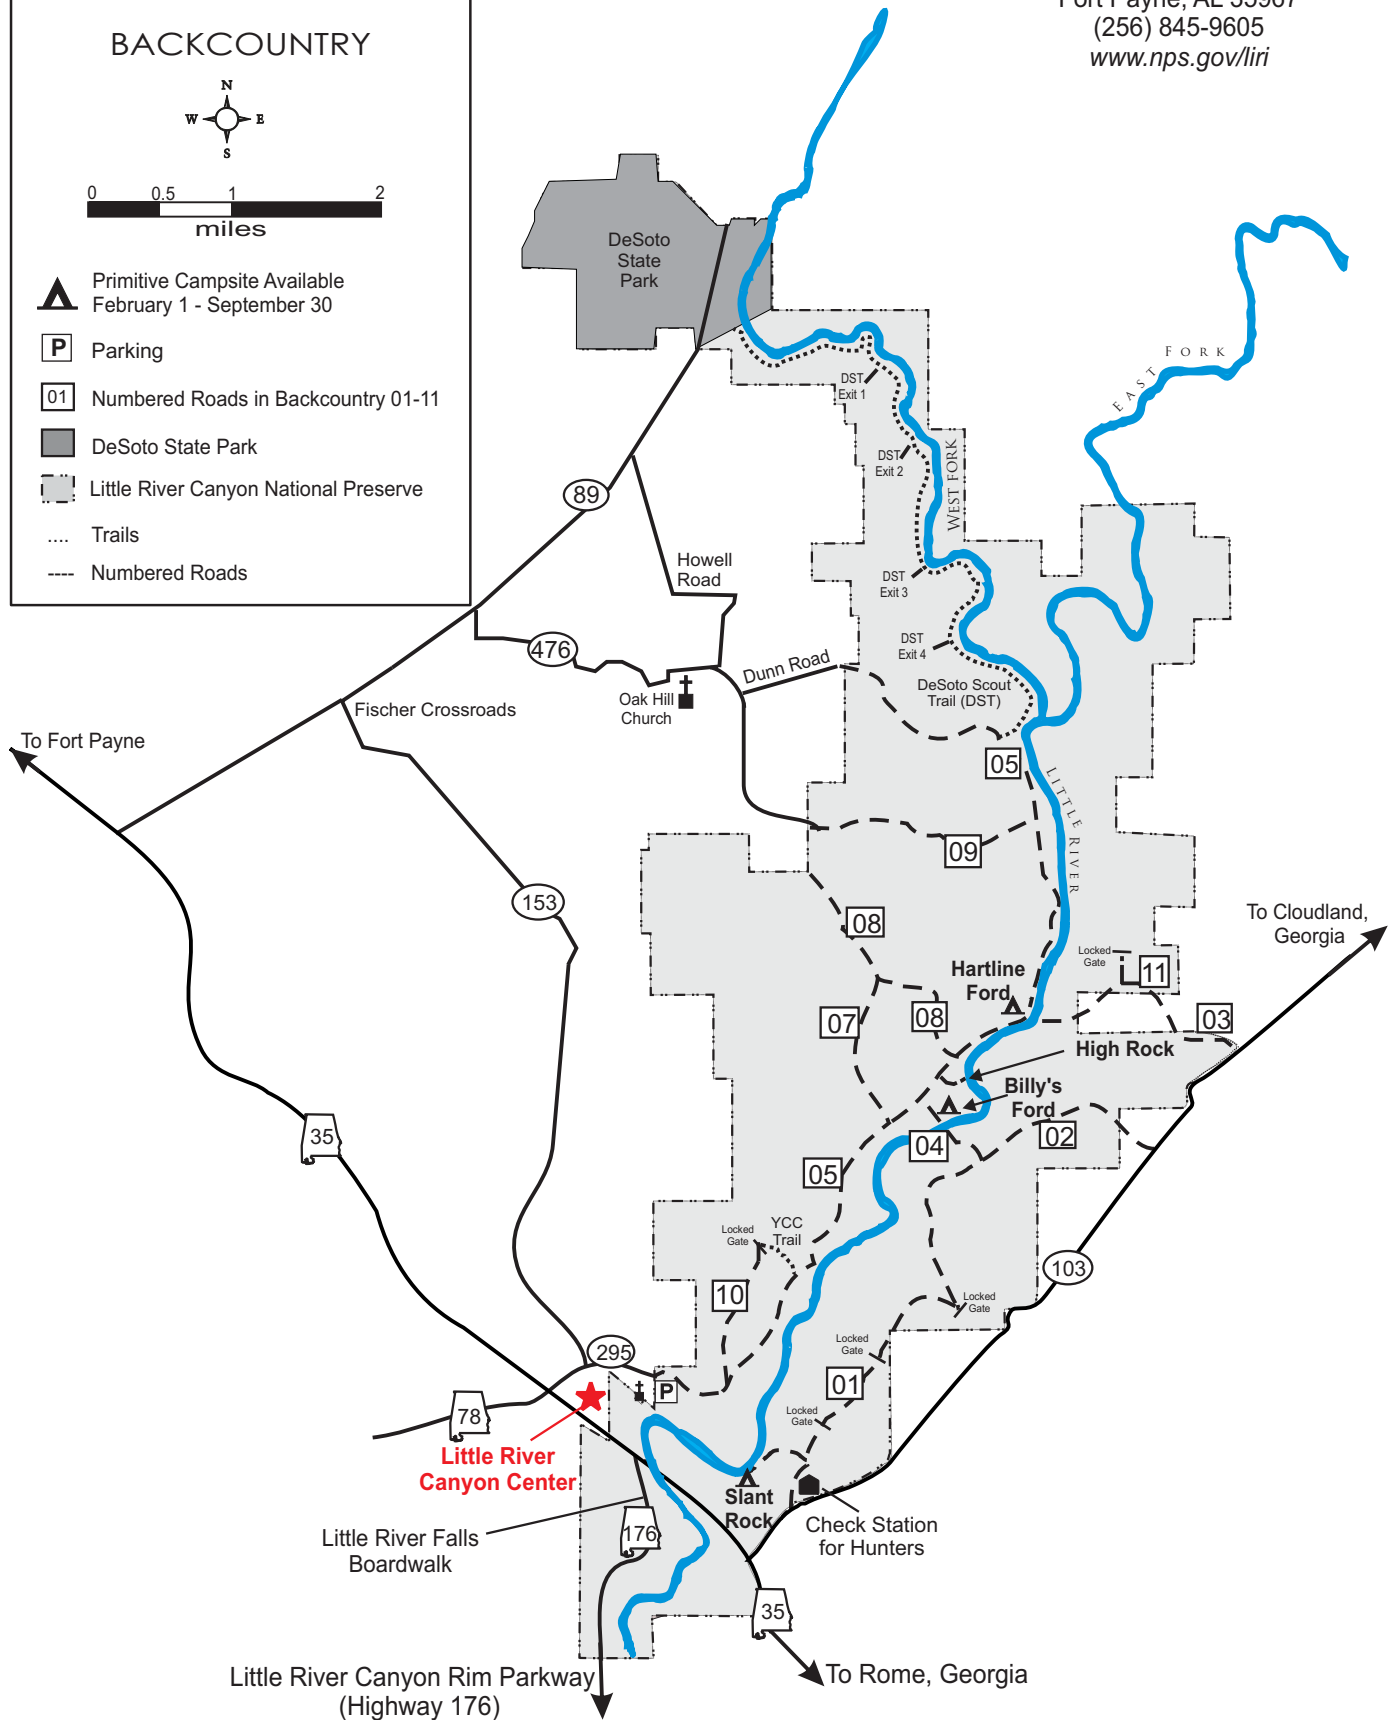 Fort Payne, AL 35967
(256) 845-9605
www.nps.gov/liri
BACKCOUNTRY
N
W E
S
0 0.5 1 2
miles
Primitive Campsite Available
February 1 - September 30
P Parking
01 Numbered Roads in Backcountry 01-11
DeSoto State Park
Little River Canyon National Preserve
.... Trails
---- Numbered Roads
DeSoto
State
Park
EAST FORK
DST
Exit 1
DST
Exit 2
WEST FORK
89
Howell
Road
DST
Exit 3
476
DST
Exit 4
Dunn Road
Oak Hill
Church
DeSoto Scout
Trail (DST)
Fischer Crossroads
To Fort Payne
05
LITTLE RIVER
09
153
08
To Cloudland,
Georgia
Locked
Gate
11
Hartline
Ford
07
08
03
High Rock
Billy's
Ford
35
04
02
05
Locked
Gate
YCC
Trail
103
10
Locked
Gate
295
Locked
Gate
01
P
78
Locked
Gate
Little River
Canyon Center
Slant
Rock
Check Station
for Hunters
176
Little River Falls
Boardwalk
35
Little River Canyon Rim Parkway
(Highway 176)
To Rome, Georgia